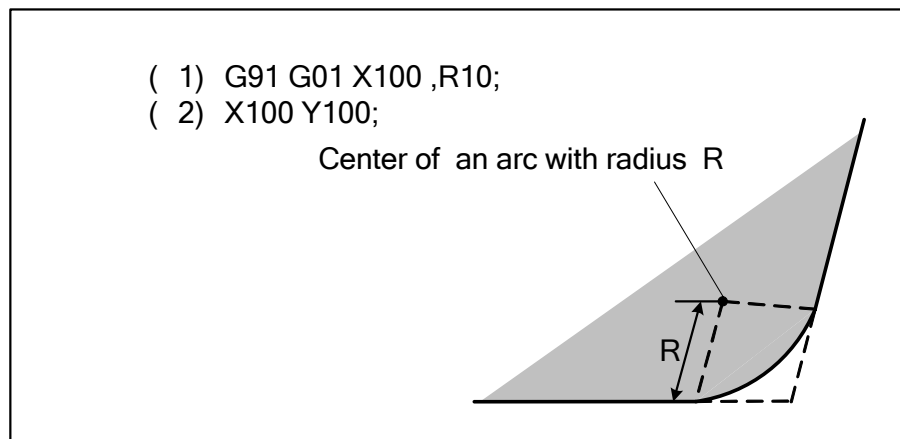 ( 1) G91 G01 X100 ,R10;
( 2) X100 Y100;
Center of an arc with radius R
R